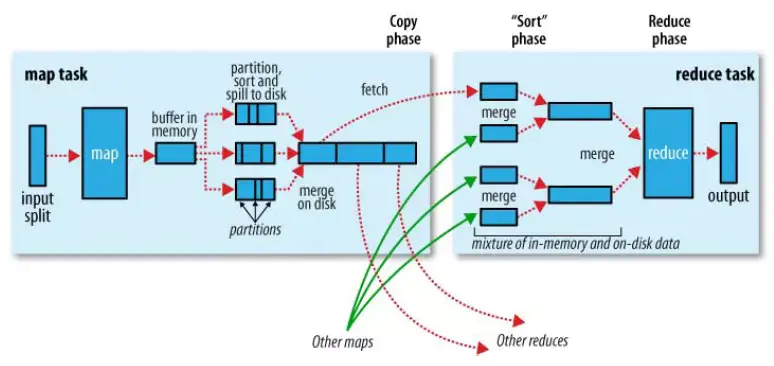 Copy
phase
“Sort”
phase
Reduce
phase
map task
partition,
sort and
spill to disk
fetch
reduce task
buffer in
memory
map
merge
merge
reduce
input
split
merge
on disk
merge
output
partitions
mixture of in-memory and on-disk data
Other maps
Other reduces